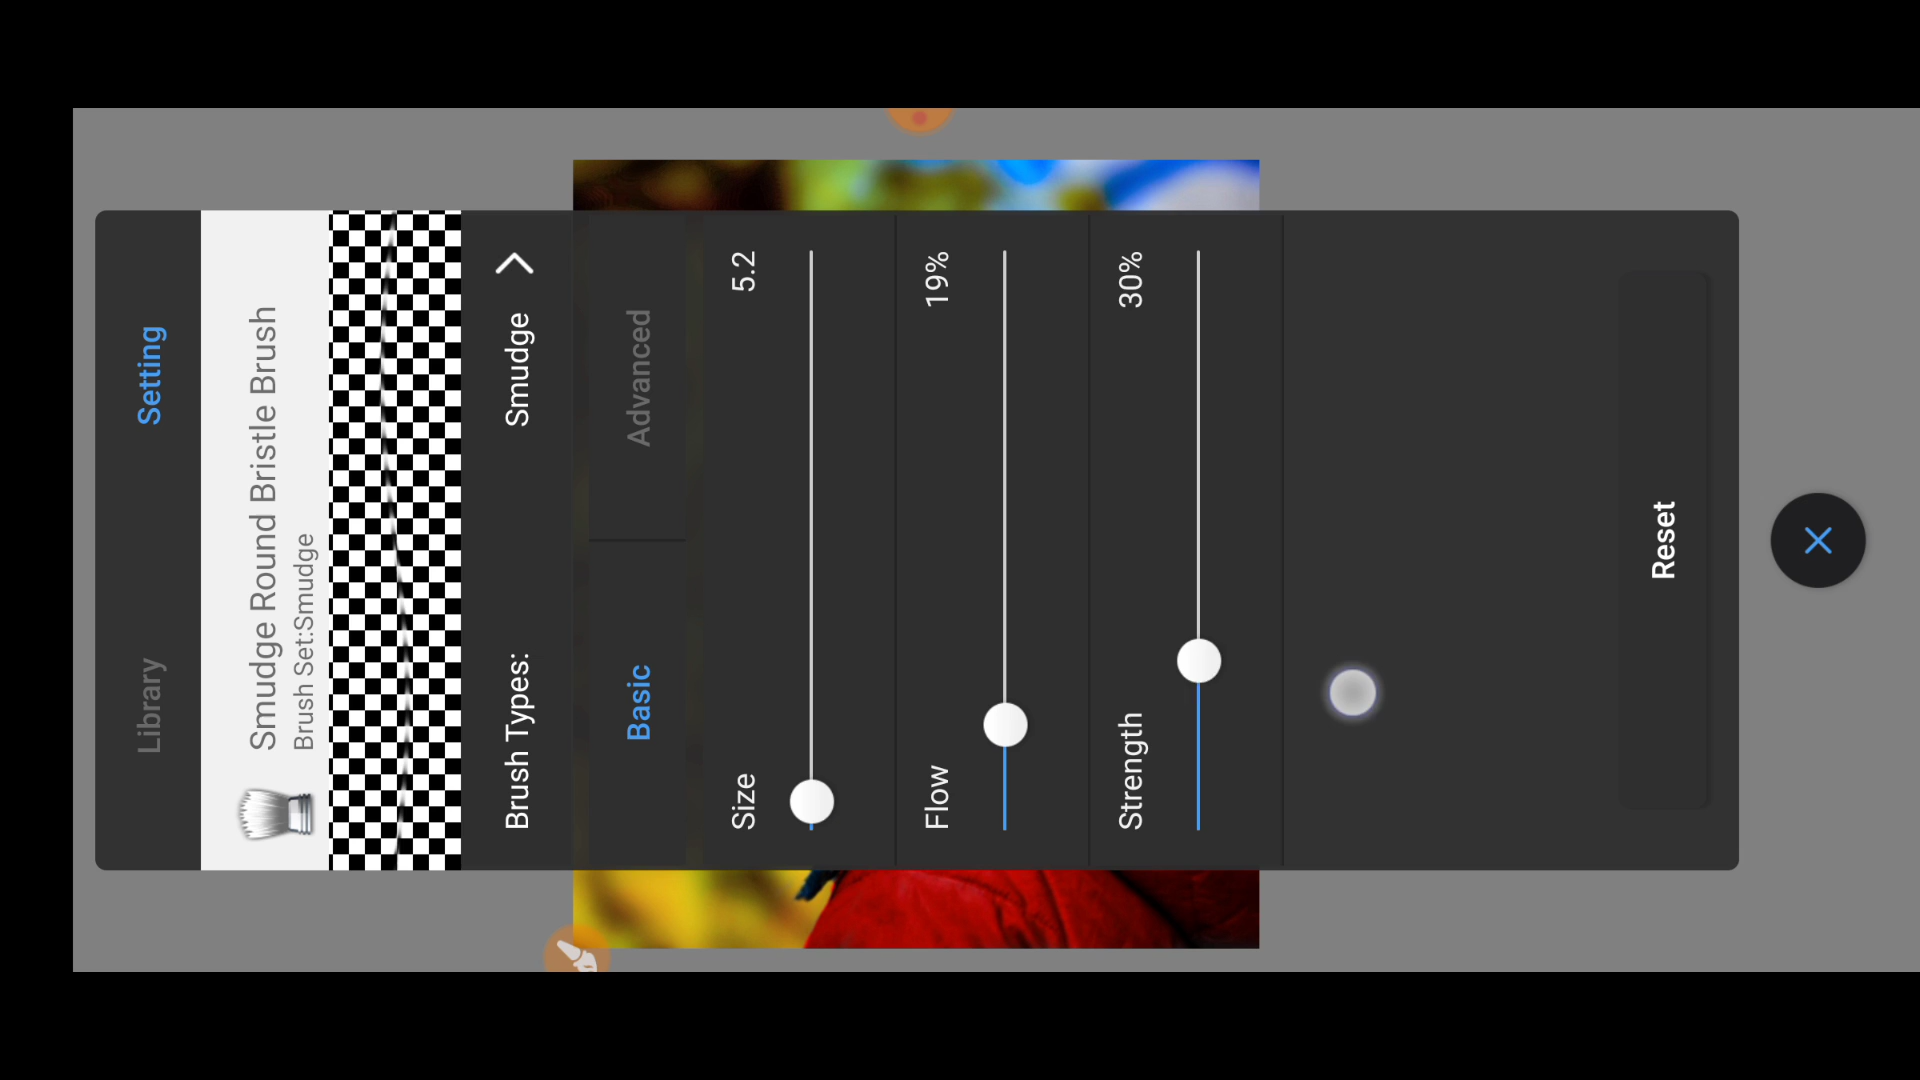 Library Setting
Smudge Round Bristle Brush
Brush Set:Smudge
Brush Types: Smudge
Basic Advanced
Size 5.2
Flow 19%
Strength 30%
Reset